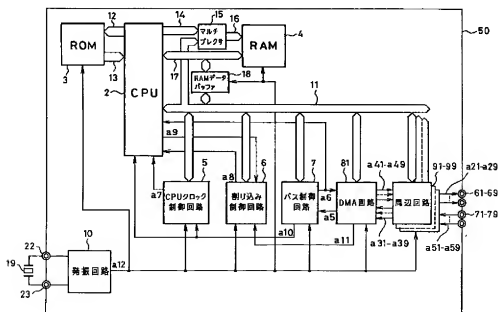 12
14
15
16
4
50
ROM
マルチ
プレクサ
RAM
3
13
17
18
2
CPU
RAMデータ
バッファ
11
a9
a8
5
6
7
81
a41-a49
91-99
a21-a29
a7
CPUクロック
制御回路
割り込み
制御回路
バス制御
回路
a6
a5
DMA回路
周辺回路
61-69
71-79
a10
a11
a31-a39
a51-a59
22
10
19
発振回路
a12
23